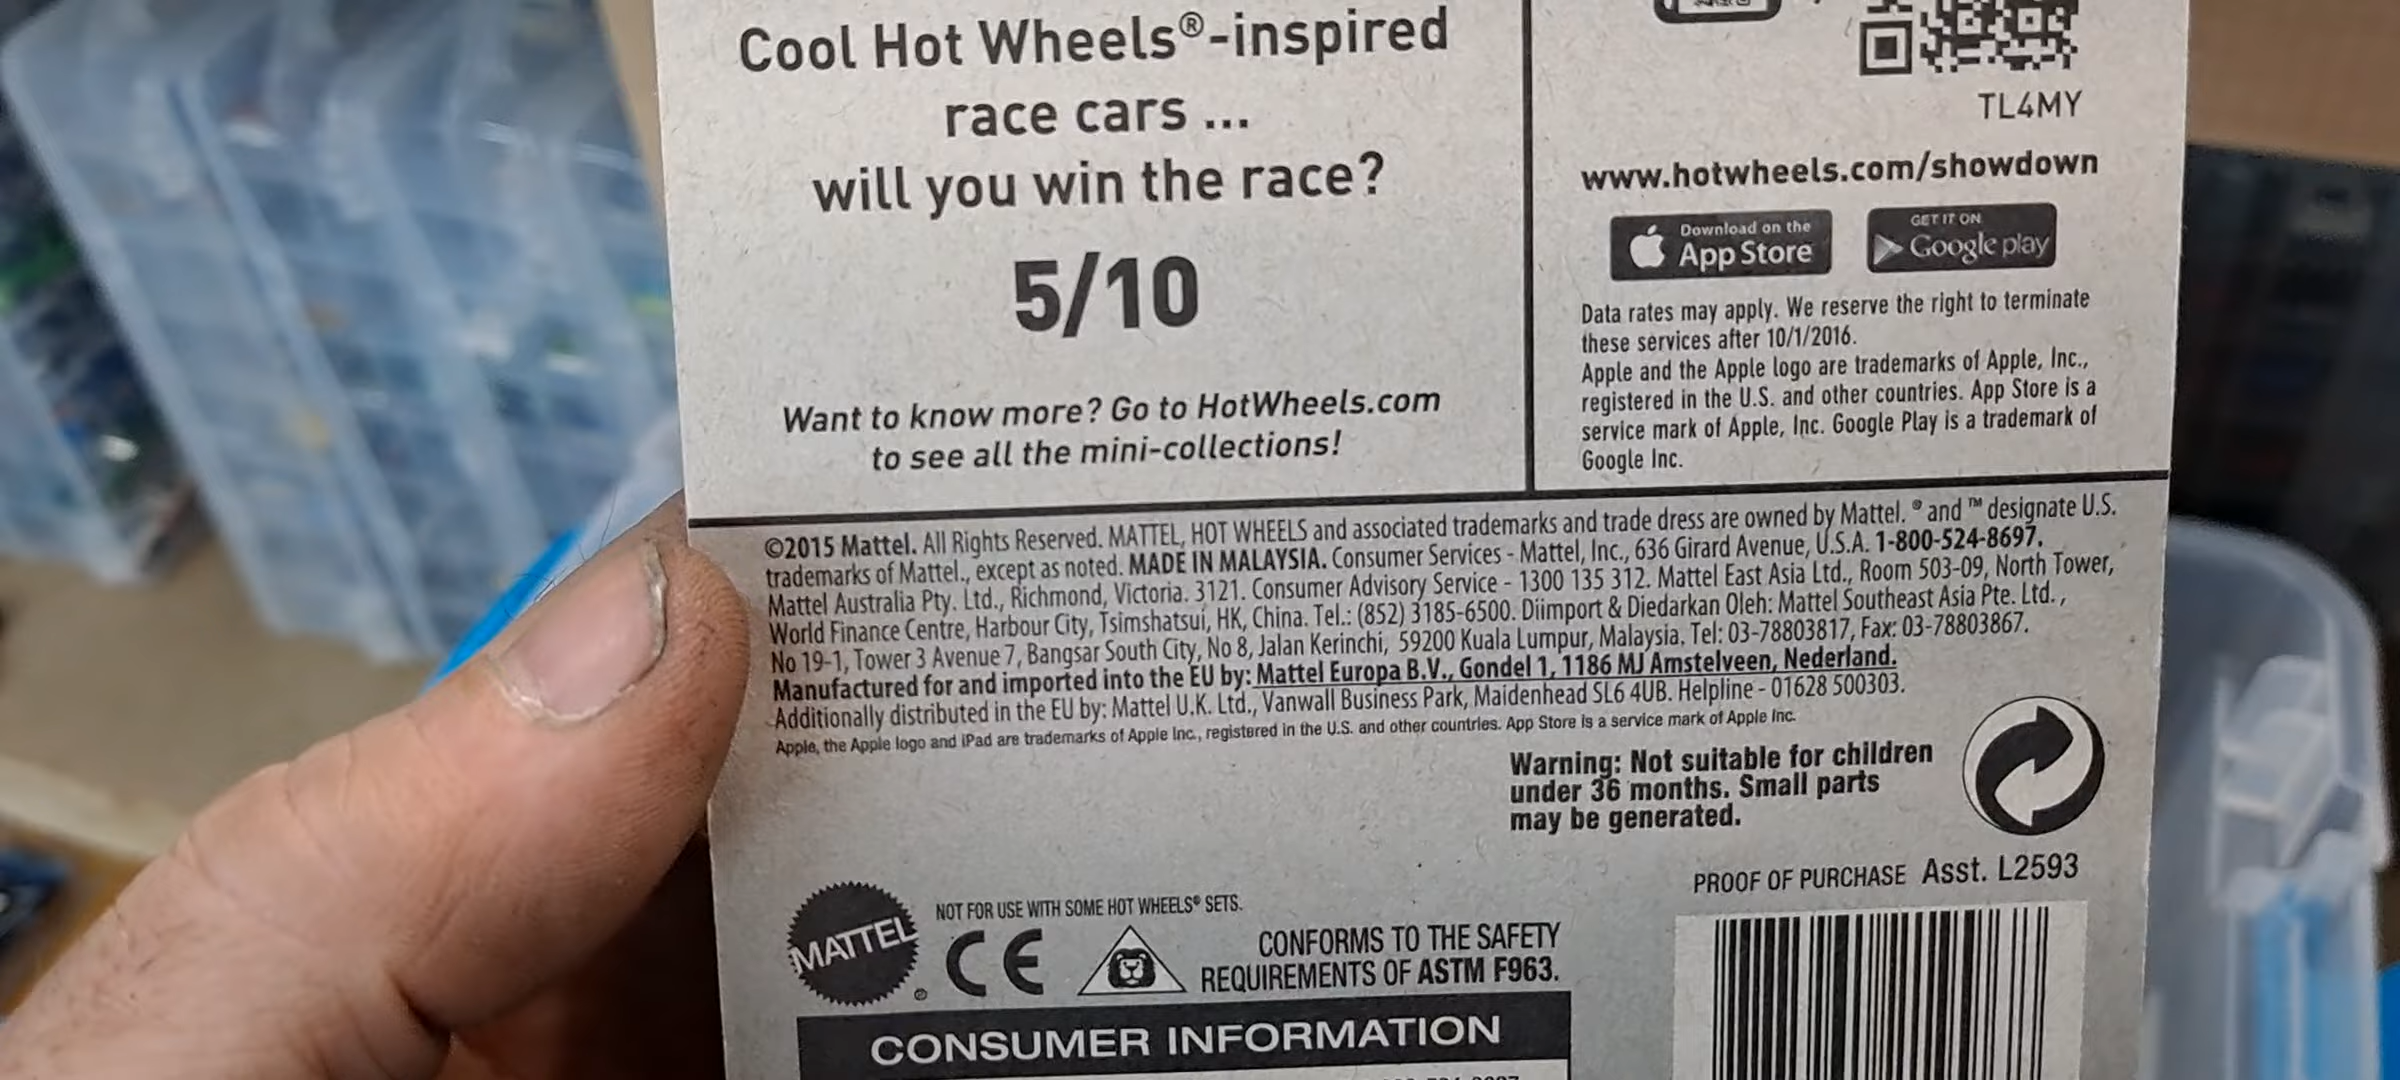 Cool Hot Wheels®-inspired
race cars ...
will you win the race?
5/10
Want to know more? Go to HotWheels.com
to see all the mini-collections!
TL4MY
www.hotwheels.com/showdown
Download on the
App Store
GET IT ON
Google play
Data rates may apply. We reserve the right to terminate
these services after 10/1/2016.
Apple and the Apple logo are trademarks of Apple, Inc.,
registered in the U.S. and other countries. App Store is a
service mark of Apple, Inc. Google Play is a trademark of
Google Inc.
©2015 Mattel. All Rights Reserved. MATTEL, HOT WHEELS and associated trademarks and trade dress are owned by Mattel. ® and ™ designate U.S.
trademarks of Mattel., except as noted. MADE IN MALAYSIA. Consumer Services - Mattel, Inc., 636 Girard Avenue, U.S.A. 1-800-524-8697.
Mattel Australia Pty. Ltd., Richmond, Victoria. 3121. Consumer Advisory Service - 1300 135 312. Mattel East Asia Ltd., Room 503-09, North Tower,
World Finance Centre, Harbour City, Tsimshatsui, HK, China. Tel.: (852) 3185-6500. Diimport & Diedarkan Oleh: Mattel Southeast Asia Pte. Ltd.,
No 19-1, Tower 3 Avenue 7, Bangsar South City, No 8, Jalan Kerinchi, 59200 Kuala Lumpur, Malaysia. Tel: 03-78803817, Fax: 03-78803867.
Manufactured for and imported into the EU by: Mattel Europa B.V., Gondel 1, 1186 MJ Amstelveen, Nederland.
Additionally distributed in the EU by: Mattel U.K. Ltd., Vanwall Business Park, Maidenhead SL6 4UB. Helpline - 01628 500303.
Apple, the Apple logo and iPad are trademarks of Apple Inc., registered in the U.S. and other countries. App Store is a service mark of Apple Inc.
Warning: Not suitable for children
under 36 months. Small parts
may be generated.
PROOF OF PURCHASE Asst. L2593
MATTEL ®
NOT FOR USE WITH SOME HOT WHEELS® SETS.
CE
CONFORMS TO THE SAFETY
REQUIREMENTS OF ASTM F963.
CONSUMER INFORMATION